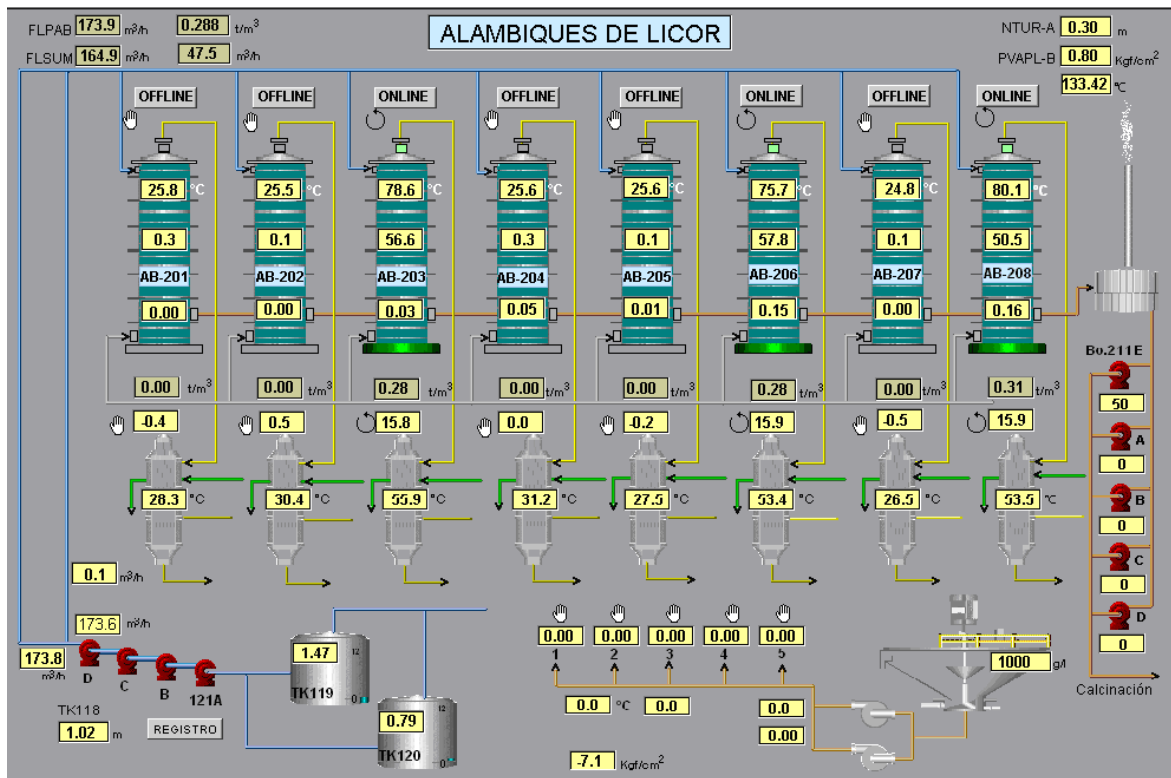 ALAMBIQUES DE LICOR
FLPAB 173.9 m³/h 0.288 t/m³
FLSUM 164.9 m³/h 47.5 m³/h
NTUR-A 0.30 m
PVAPL-B 0.80 Kgf/cm²
133.42 °C
OFFLINE OFFLINE ONLINE OFFLINE OFFLINE ONLINE OFFLINE ONLINE
25.8 °C 25.5 °C 78.6 °C 25.6 °C 25.6 °C 75.7 °C 24.8 °C 80.1 °C
0.3 0.1 56.6 0.3 0.1 57.8 0.1 50.5
AB-201 AB-202 AB-203 AB-204 AB-205 AB-206 AB-207 AB-208
0.00 0.00 0.03 0.05 0.01 0.15 0.00 0.16
0.00 t/m³ 0.00 t/m³ 0.28 t/m³ 0.00 t/m³ 0.00 t/m³ 0.28 t/m³ 0.00 t/m³ 0.31 t/m³
-0.4 0.5 15.8 0.0 -0.2 15.9 -0.5 15.9
28.3 °C 30.4 °C 55.9 °C 31.2 °C 27.5 °C 53.4 °C 26.5 °C 53.5 °C
Bo.211E
50
A
0
B
0
C
0
D
0
Calcinación
0.1 m³/h
173.6 m³/h
173.8 m³/h
D C B 121A
TK118
1.02 m
REGISTRO
1.47 12
TK119 0
0.79 12
TK120 0
0.00 0.00 0.00 0.00 0.00
1 2 3 4 5
0.0 °C 0.0 0.0
0.00
-7.1 Kgf/cm²
1000 g/l